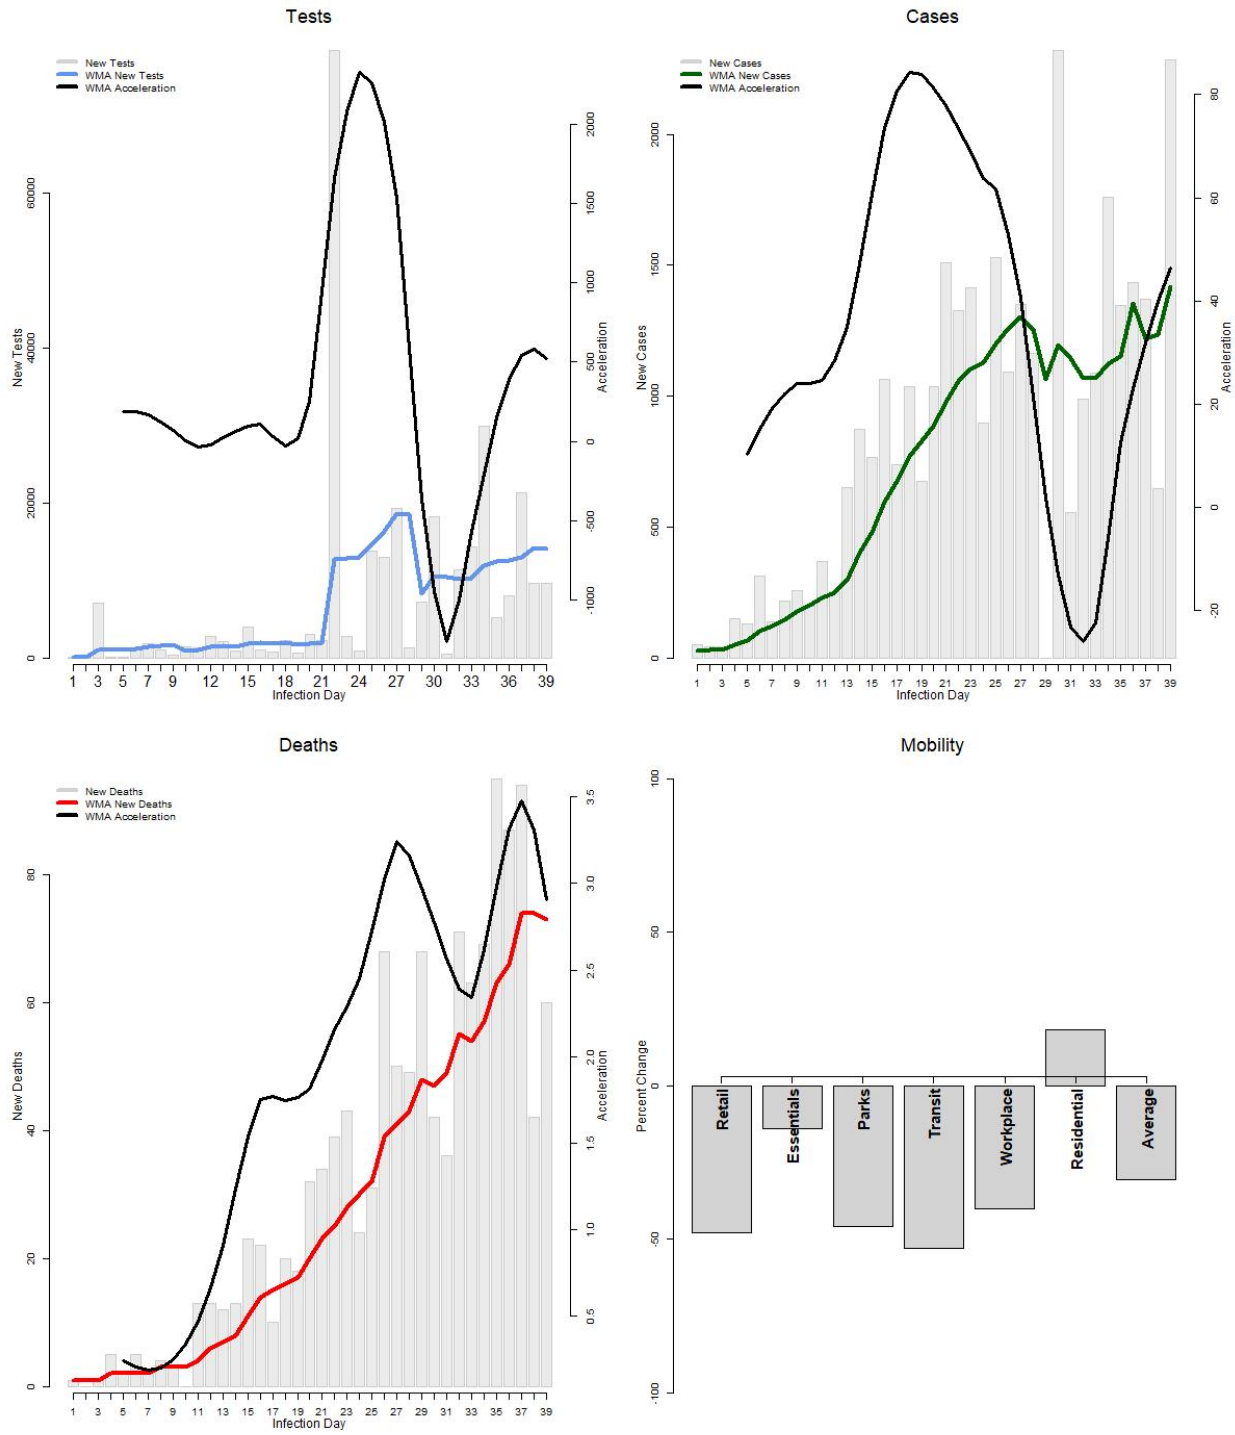 Tests
New Tests
WMA New Tests
WMA Acceleration
0
20000
40000
60000
New Tests
-1000
-500
0
500
1000
1500
2000
Acceleration
1 3 5 7 9 12 15 18 21 24 27 30 33 36 39
Infection Day
Cases
New Cases
WMA New Cases
WMA Acceleration
0
500
1000
1500
2000
New Cases
-20
0
20
40
60
80
Acceleration
1 3 5 7 9 11 13 15 17 19 21 23 25 27 29 31 33 35 37 39
Infection Day
Deaths
New Deaths
WMA New Deaths
WMA Acceleration
0
20
40
60
80
New Deaths
0.5
1.0
1.5
2.0
2.5
3.0
3.5
Acceleration
1 3 5 7 9 11 13 15 17 19 21 23 25 27 29 31 33 35 37 39
Infection Day
Mobility
-100
-50
0
50
100
Percent Change
Retail
Essentials
Parks
Transit
Workplace
Residential
Average